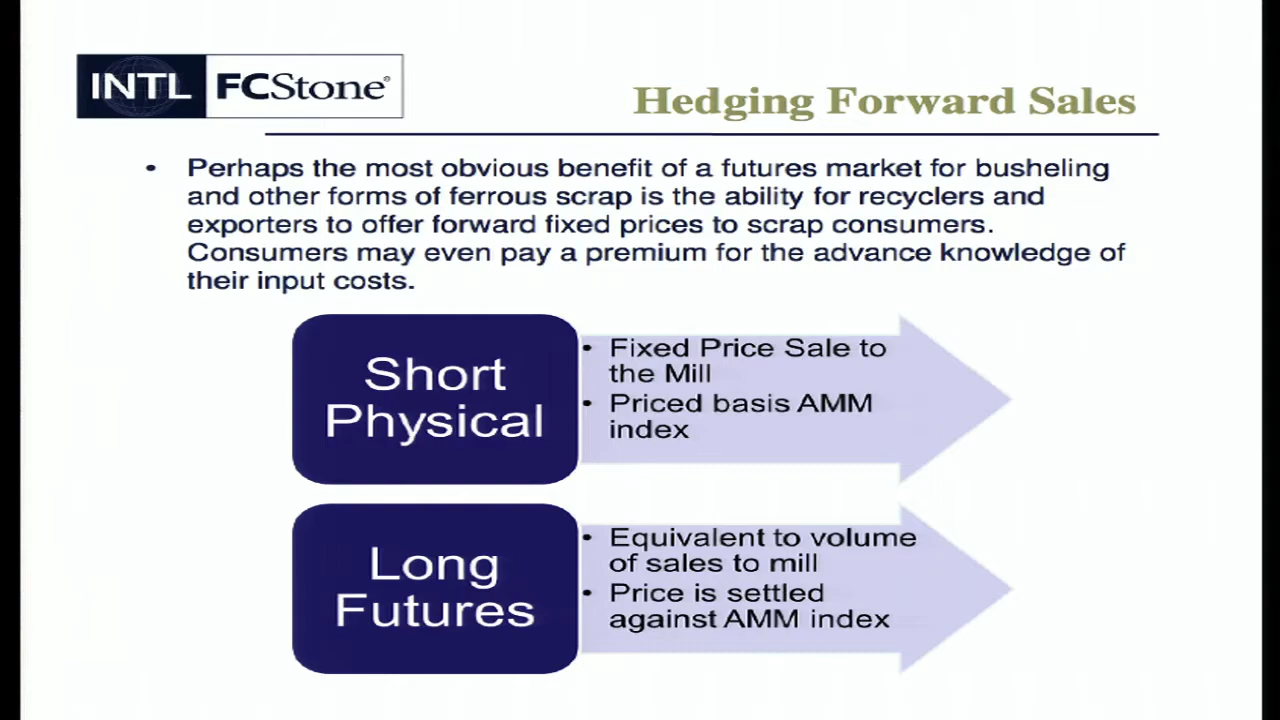 INTL FCStone®
Hedging Forward Sales
• Perhaps the most obvious benefit of a futures market for busheling
and other forms of ferrous scrap is the ability for recyclers and
exporters to offer forward fixed prices to scrap consumers.
Consumers may even pay a premium for the advance knowledge of
their input costs.
Short
Physical
• Fixed Price Sale to
the Mill
• Priced basis AMM
index
Long
Futures
• Equivalent to volume
of sales to mill
• Price is settled
against AMM index